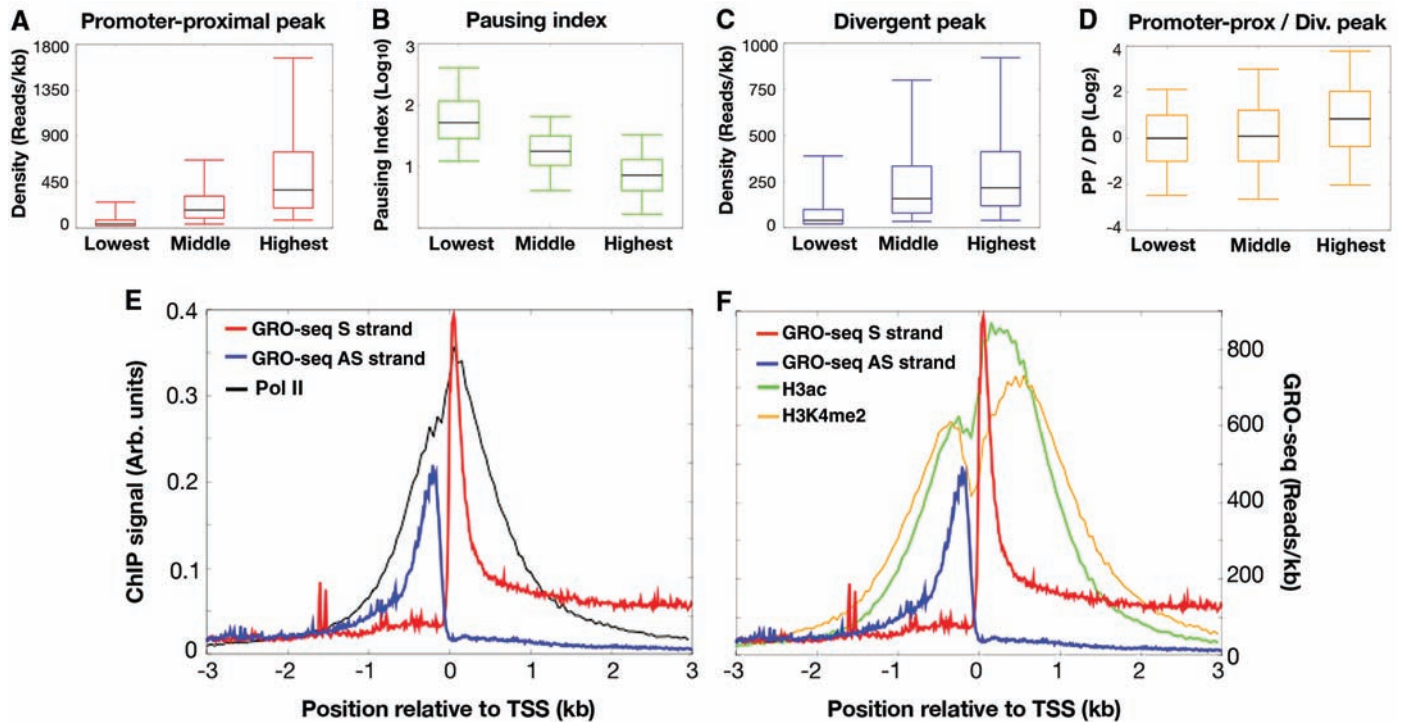 A Promoter-proximal peak
Density (Reads/kb)
1800
1350
900
450
0
Lowest Middle Highest
B Pausing index
Pausing Index (Log10)
3
2
1
Lowest Middle Highest
C Divergent peak
Density (Reads/kb)
1000
750
500
250
0
Lowest Middle Highest
D Promoter-prox / Div. peak
PP / DP (Log2)
4
2
0
-2
-4
Lowest Middle Highest
E
ChIP signal (Arb. units)
0.4
0.3
0.2
0.1
0
GRO-seq S strand
GRO-seq AS strand
Pol II
-3 -2 -1 0 1 2 3
Position relative to TSS (kb)
F
GRO-seq S strand
GRO-seq AS strand
H3ac
H3K4me2
800
600
400
200
0
GRO-seq (Reads/kb)
-3 -2 -1 0 1 2 3
Position relative to TSS (kb)